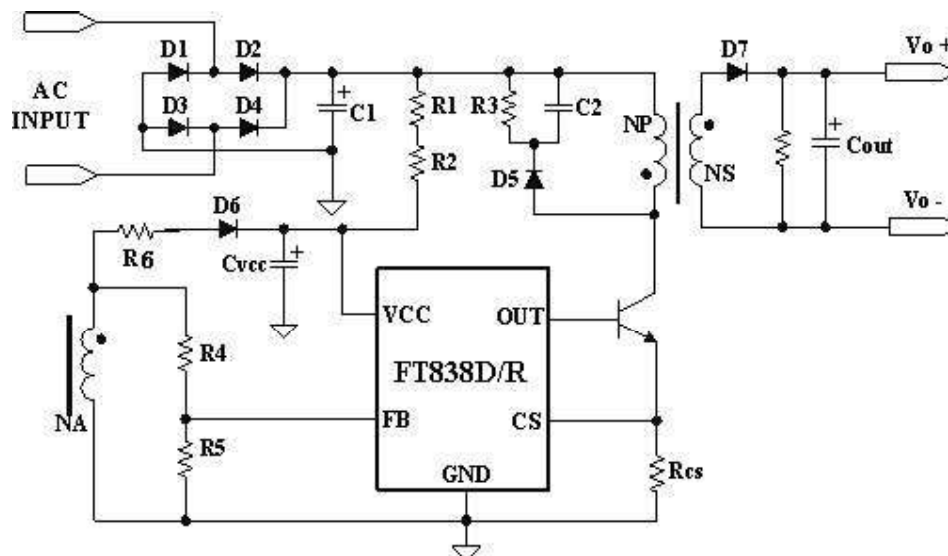 AC
INPUT
D1
D2
D3
D4
C1
R1
R2
R3
C2
D5
NP
NS
D7
Cout
Vo +
Vo -
D6
R6
Cvcc
NA
R4
R5
VCC
OUT
FT838D/R
FB
CS
GND
Rcs
+
+
+